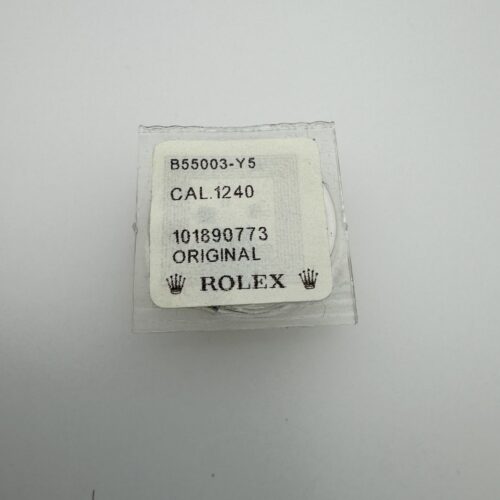 B55003-Y5
CAL.1240
101890773
ORIGINAL
ROLEX